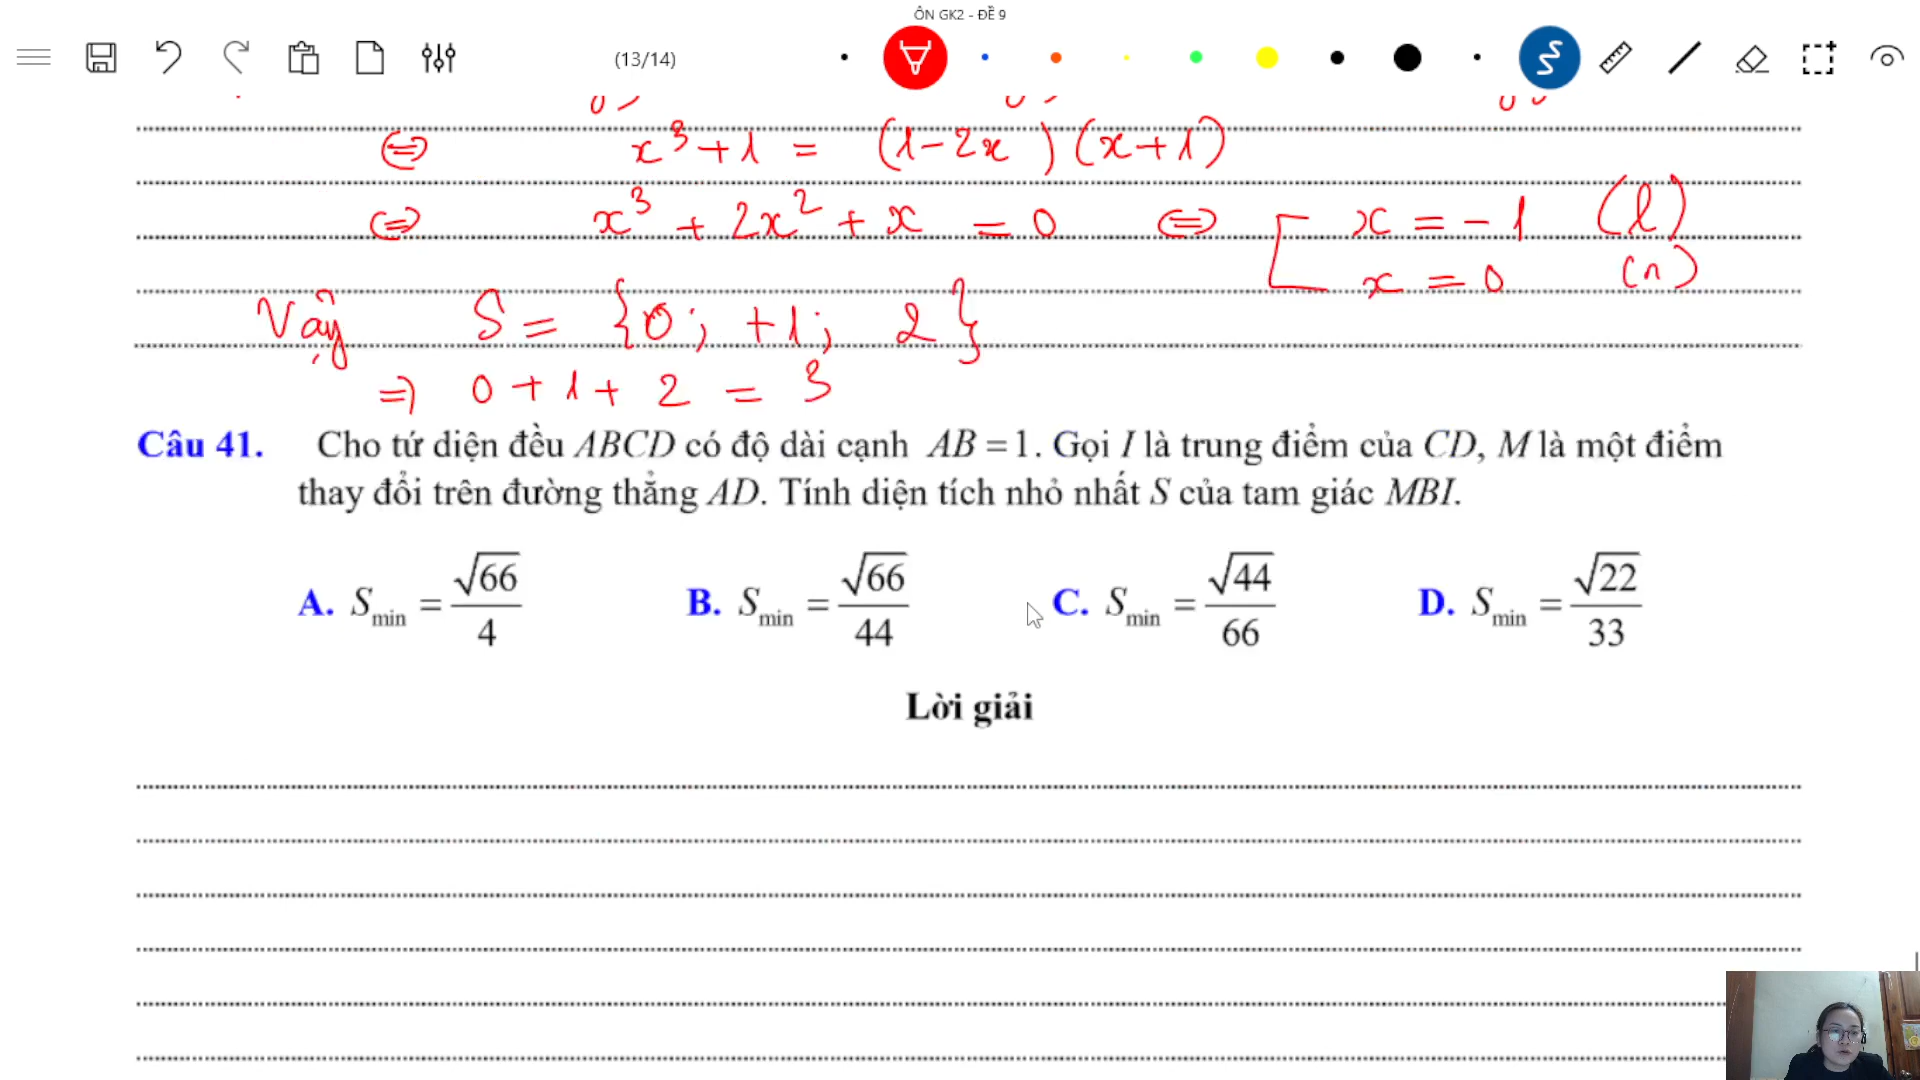 ÔN GK2 - ĐỀ 9
(13/14)
⇔ x³ + 1 = (1-2x)(x+1)
⇔ x³ + 2x² + x = 0 ⇔ [ x = -1 (l)
x = 0 (n)
Vậy S = {0; +1; 2}
⇒ 0 + 1 + 2 = 3
Câu 41. Cho tứ diện đều ABCD có độ dài cạnh AB = 1. Gọi I là trung điểm của CD, M là một điểm
thay đổi trên đường thẳng AD. Tính diện tích nhỏ nhất S của tam giác MBI.
A. S_min = √66/4 B. S_min = √66/44 C. S_min = √44/66 D. S_min = √22/33
Lời giải